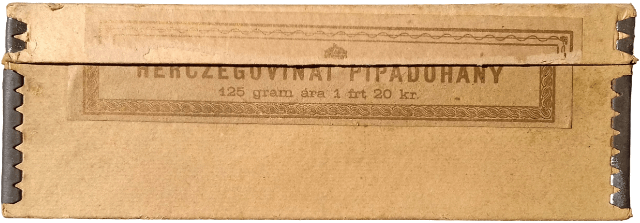 HERCZEGOVINAI PIPADOHÁNY
125 gram ára 1 frt 20 kr.